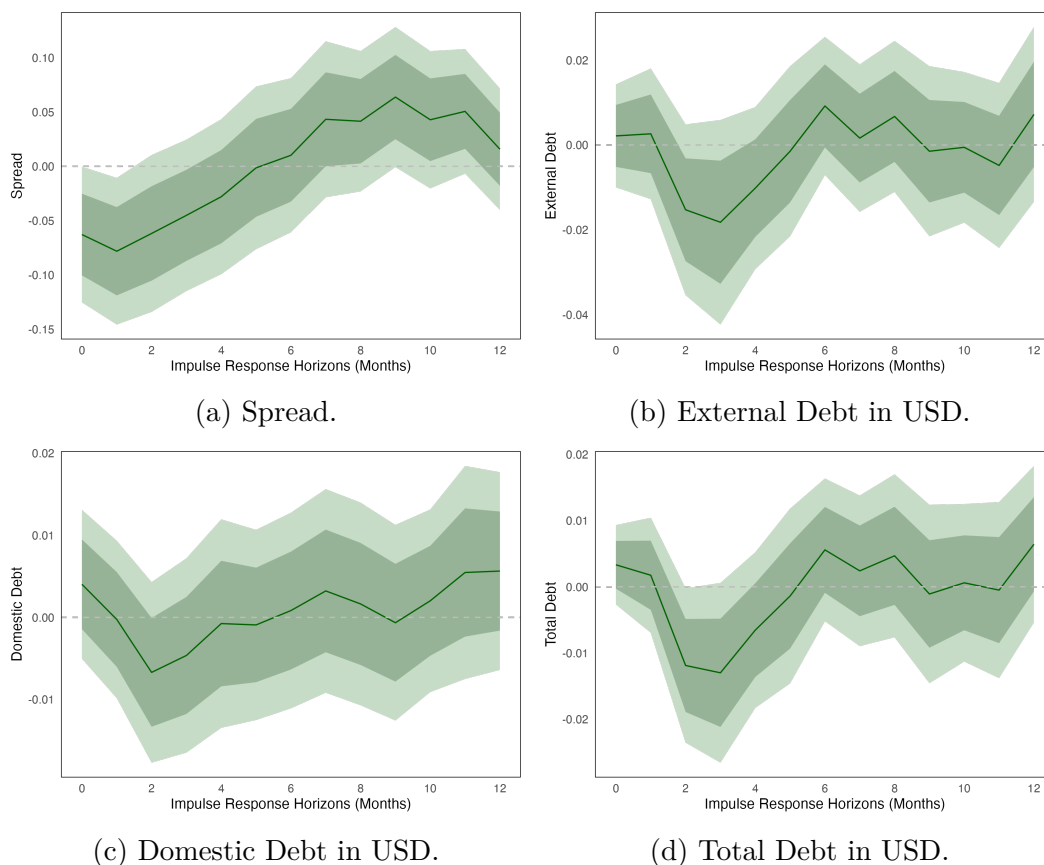 0.10
0.05
0.00
-0.05
-0.10
-0.15
Spread
0 2 4 6 8 10 12
Impulse Response Horizons (Months)
(a) Spread.
0.02
0.00
-0.02
-0.04
External Debt
0 2 4 6 8 10 12
Impulse Response Horizons (Months)
(b) External Debt in USD.
0.02
0.01
0.00
-0.01
Domestic Debt
0 2 4 6 8 10 12
Impulse Response Horizons (Months)
(c) Domestic Debt in USD.
0.02
0.01
0.00
-0.01
-0.02
Total Debt
0 2 4 6 8 10 12
Impulse Response Horizons (Months)
(d) Total Debt in USD.